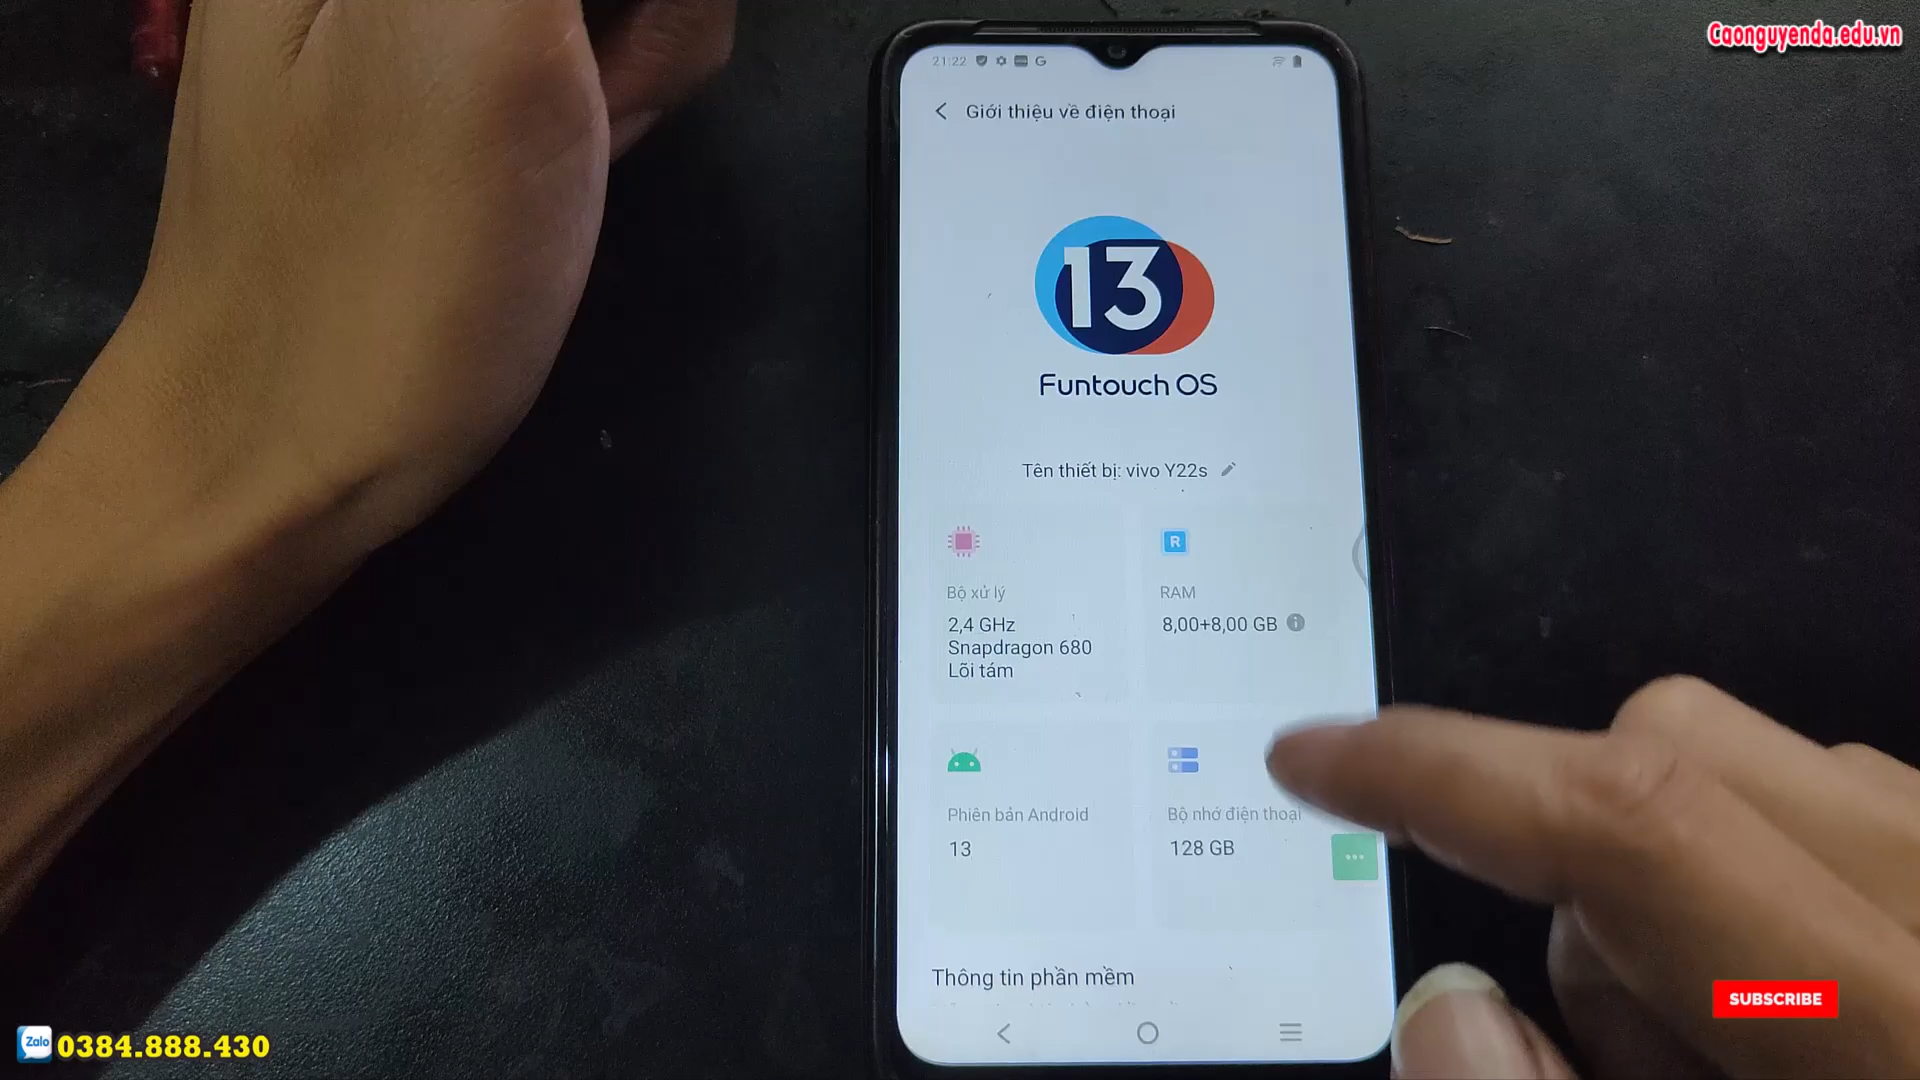 Caonguyenda.edu.vn
21:22
G
Giới thiệu về điện thoại
13
Funtouch OS
Tên thiết bị: vivo Y22s
R
Bộ xử lý
2,4 GHz
Snapdragon 680
Lõi tám
RAM
8,00+8,00 GB
Phiên bản Android
13
Bộ nhớ điện thoại
128 GB
Thông tin phần mềm
SUBSCRIBE
Zalo
0384.888.430